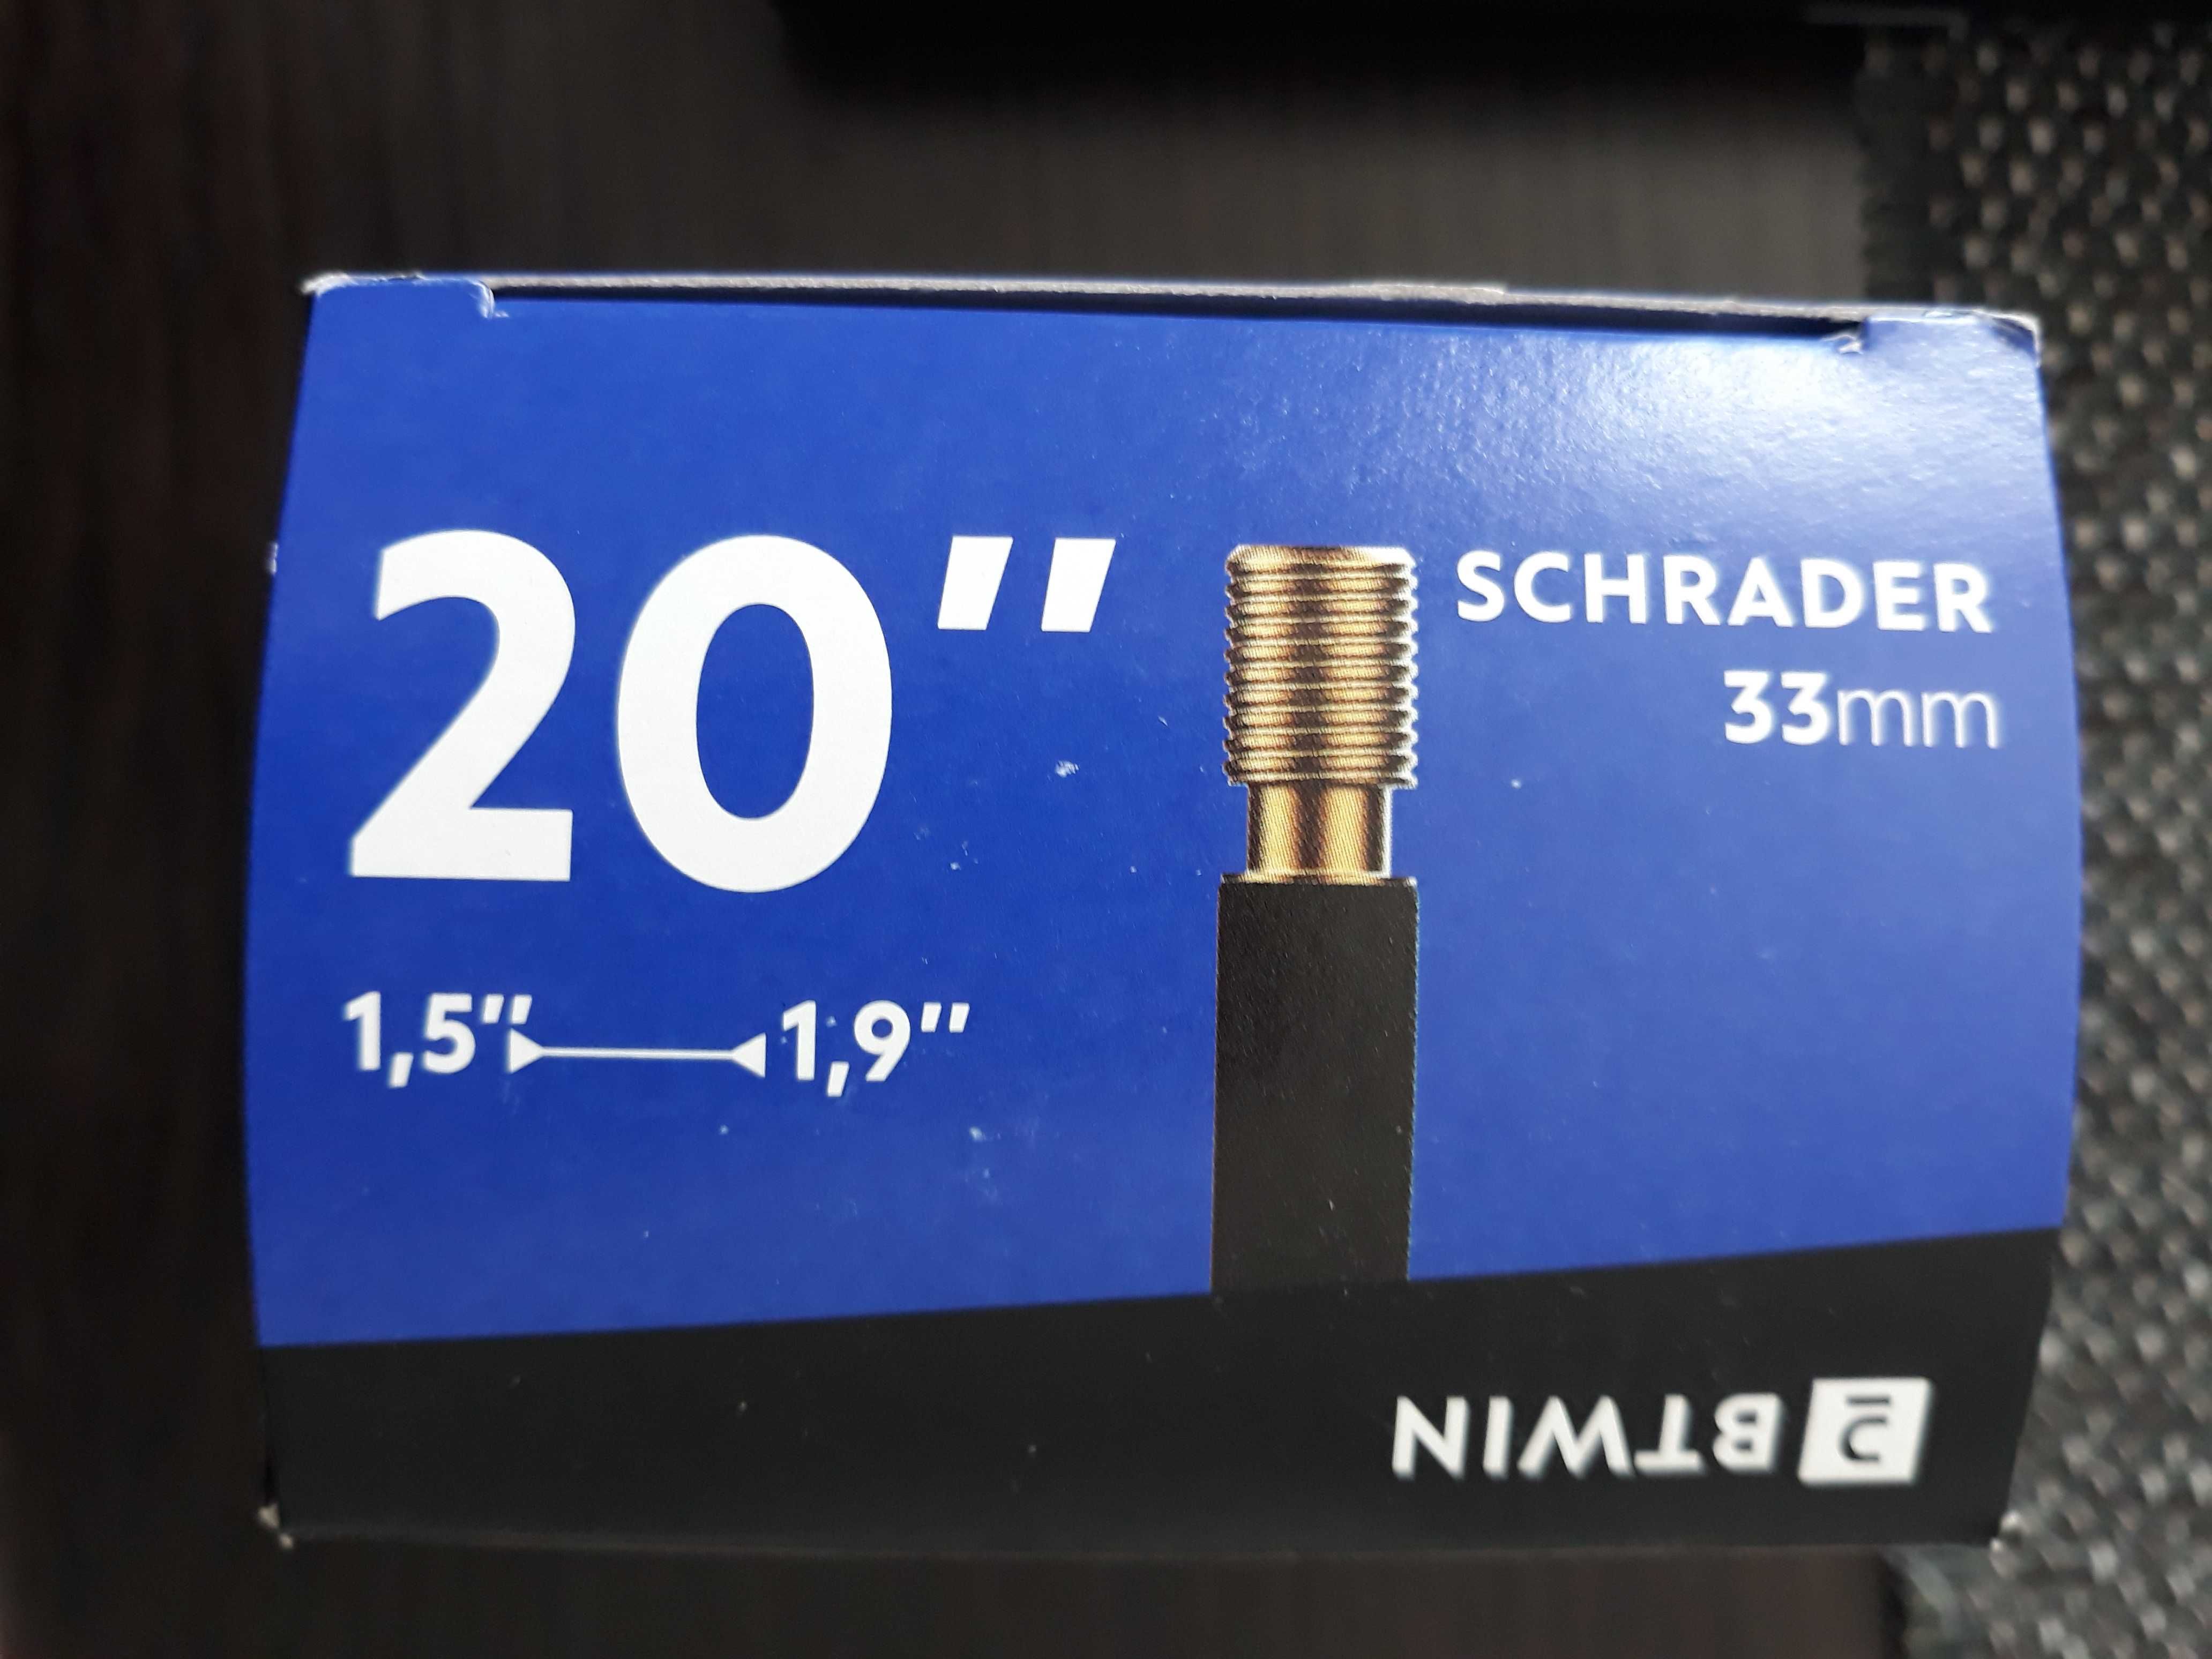 20"
SCHRADER
33mm
1,5" 1,9"
BTWIN